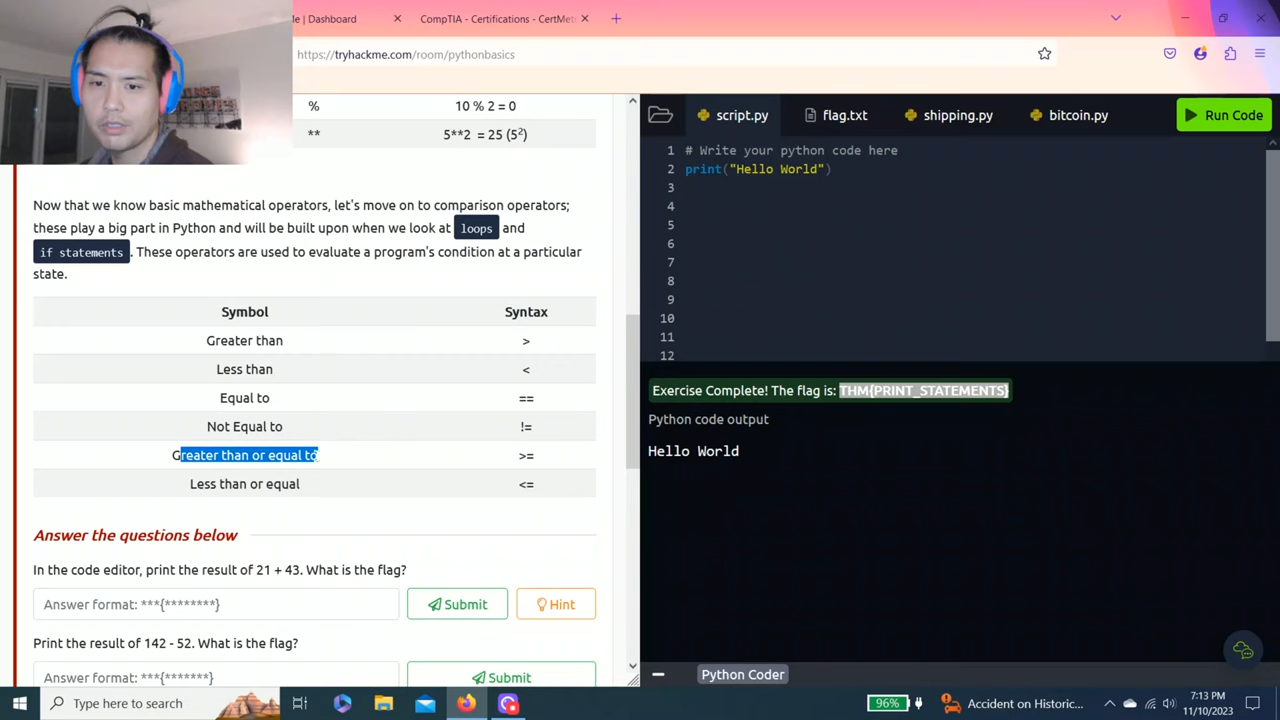 le | Dashboard
CompTIA - Certifications - CertMet
https://tryhackme.com/room/pythonbasics
% 10 % 2 = 0
** 5**2 = 25 (5²)
Now that we know basic mathematical operators, let's move on to comparison operators;
these play a big part in Python and will be built upon when we look at loops and
if statements . These operators are used to evaluate a program's condition at a particular
state.
Symbol Syntax
Greater than >
Less than <
Equal to ==
Not Equal to !=
Greater than or equal to >=
Less than or equal <=
Answer the questions below
In the code editor, print the result of 21 + 43. What is the flag?
Answer format: ***{********}
Submit
Hint
Print the result of 142 - 52. What is the flag?
Answer format: ***{*******}
Submit
script.py
flag.txt
shipping.py
bitcoin.py
Run Code
1 # Write your python code here
2 print("Hello World")
3
4
5
6
7
8
9
10
11
12
Exercise Complete! The flag is: THM{PRINT_STATEMENTS}
Python code output
Hello World
Python Coder
Type here to search
96%
Accident on Historic...
7:13 PM
11/10/2023